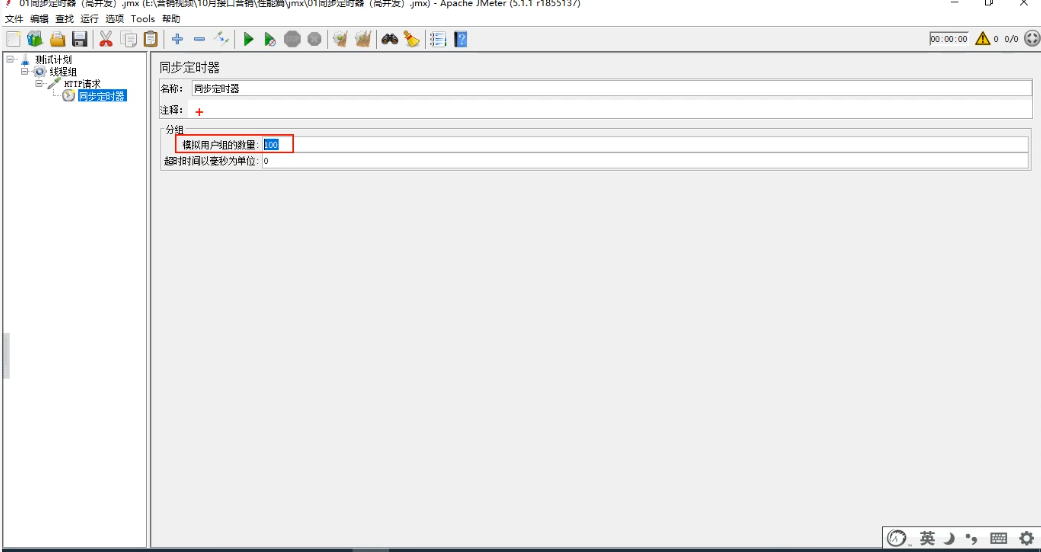 01同步定时器（高并发）.jmx (E:\营销视频\10月接口营销\性能篇\jmx\01同步定时器（高并发）.jmx) - Apache JMeter (5.1.1 r1855137)
文件 编辑 查找 运行 选项 Tools 帮助
00:00:00 0 0/0
测试计划
线程组
HTTP请求
同步定时器
同步定时器
名称： 同步定时器
注释：
分组
模拟用户组的数量: 100
超时时间以毫秒为单位: 0
英